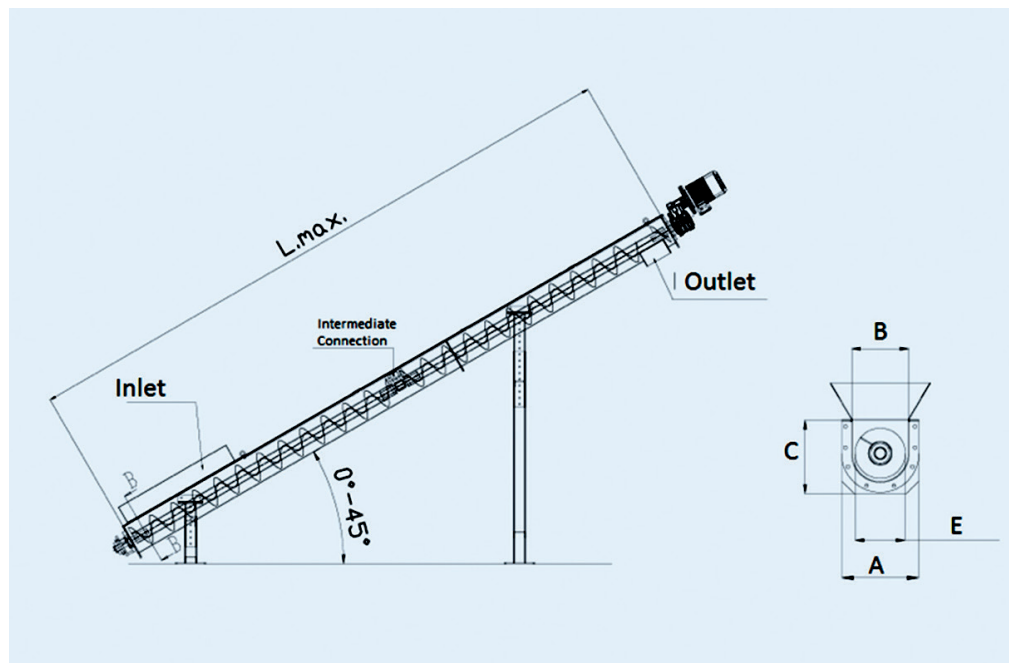 L.max.
Outlet
Intermediate
Connection
Inlet
B
B
0°-45°
B
C
E
A